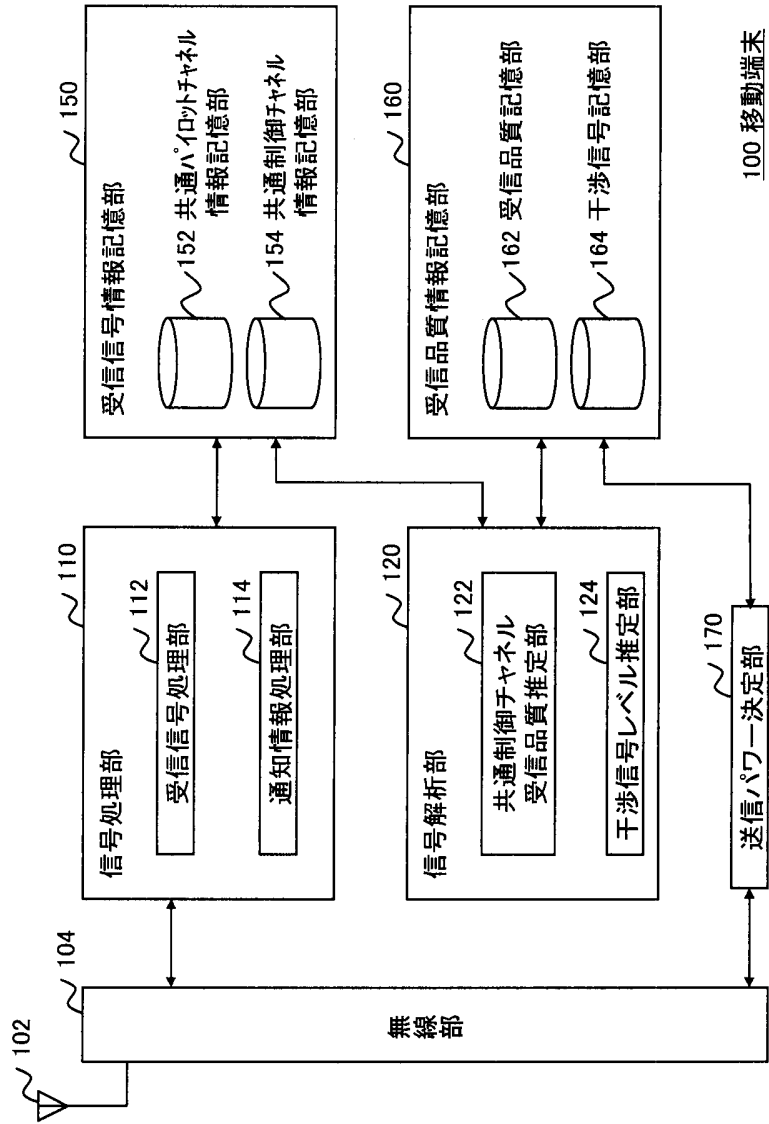 102
104
無線部
110
信号処理部
112
受信信号処理部
114
通知情報処理部
120
信号解析部
122
共通制御チャネル
受信品質推定部
124
干渉信号レベル推定部
170
送信パワー決定部
150
受信信号情報記憶部
152 共通パイロットチャネル
情報記憶部
154 共通制御チャネル
情報記憶部
160
受信品質情報記憶部
162 受信品質記憶部
164 干渉信号記憶部
100 移動端末